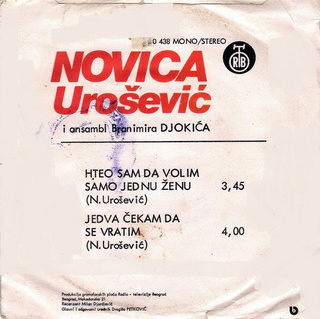 0 438 MONO/STEREO
RTB
NOVICA
Urošević
i ansambl Branimira DJOKIĆA
HTEO SAM DA VOLIM
SAMO JEDNU ŽENU 3,45
(N. Urošević)
JEDVA ČEKAM DA
SE VRATIM 4,00
(N. Urošević)
Produkcija gramofonskih ploča Radio – televizije Beograd
Beograd, Makedonska 21
Recenzent Milan Djordjević
Glavni i odgovorni urednik Dragiša PETKOVIĆ
b